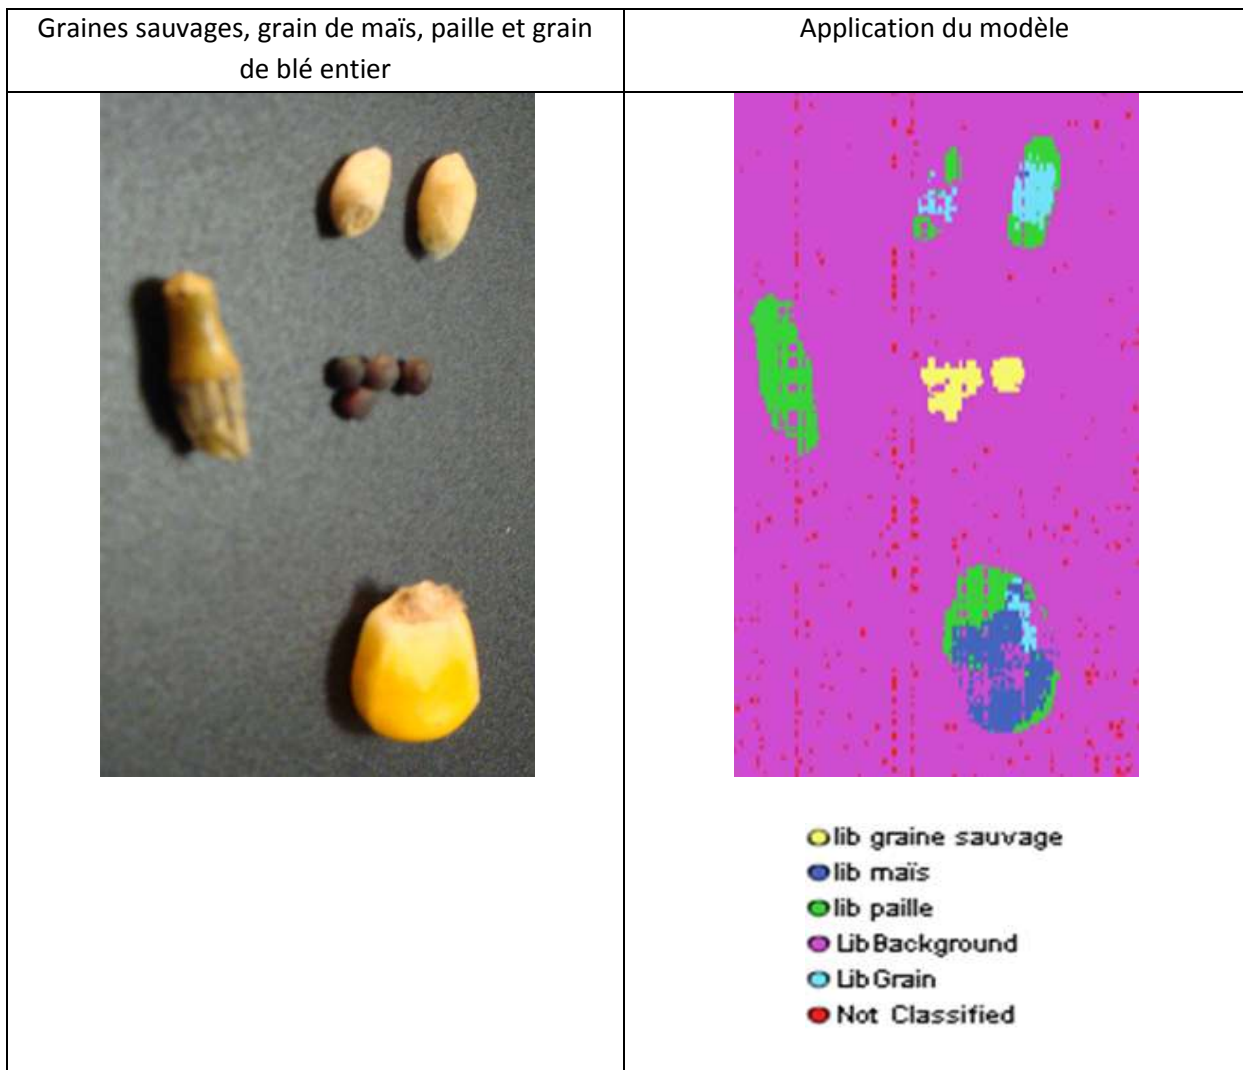 Graines sauvages, grain de maïs, paille et grain
de blé entier
Application du modèle
lib graine sauvage
lib maïs
lib paille
Lib Background
Lib Grain
Not Classified